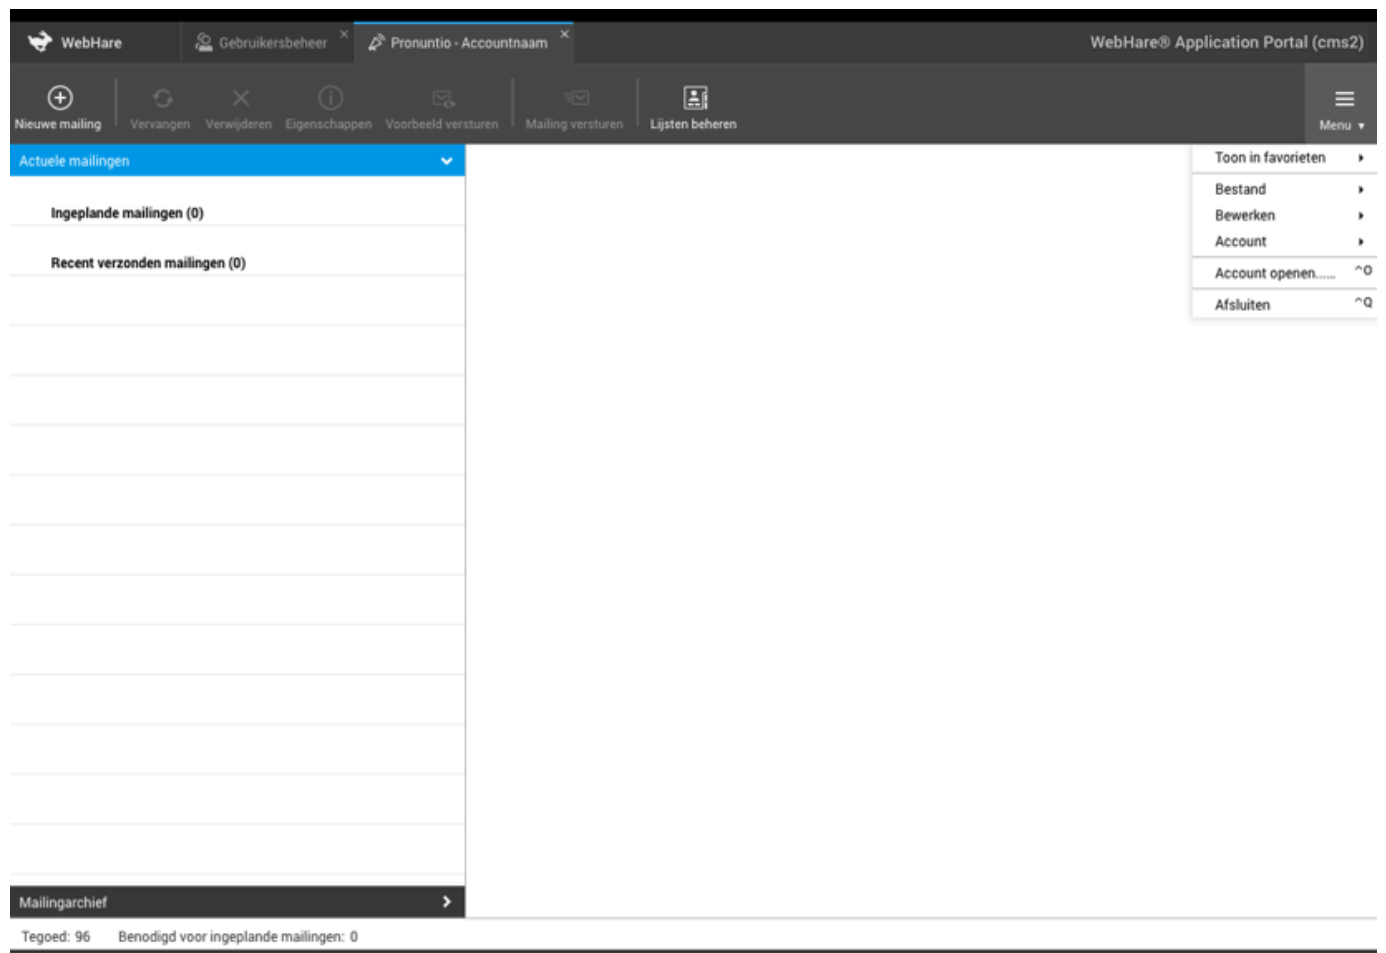 WebHare Gebruikersbeheer × Pronuntio - Accountnaam × WebHare® Application Portal (cms2)
Nieuwe mailing Vervangen Verwijderen Eigenschappen Voorbeeld versturen Mailing versturen Lijsten beheren Menu
Actuele mailingen
Toon in favorieten
Bestand
Ingeplande mailingen (0)
Bewerken
Account
Recent verzonden mailingen (0)
Account openen...... ^O
Afsluiten ^Q
Mailingarchief
Tegoed: 96 Benodigd voor ingeplande mailingen: 0